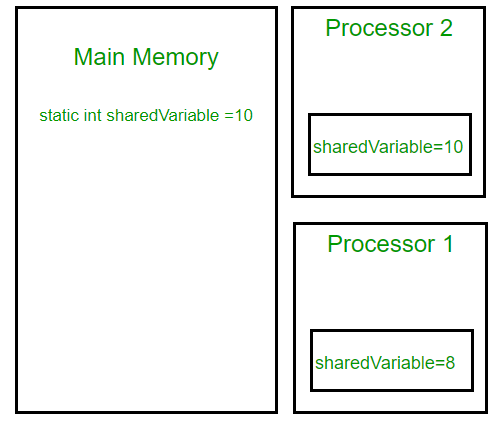 Main Memory
static int sharedVariable =10
Processor 2
sharedVariable=10
Processor 1
sharedVariable=8